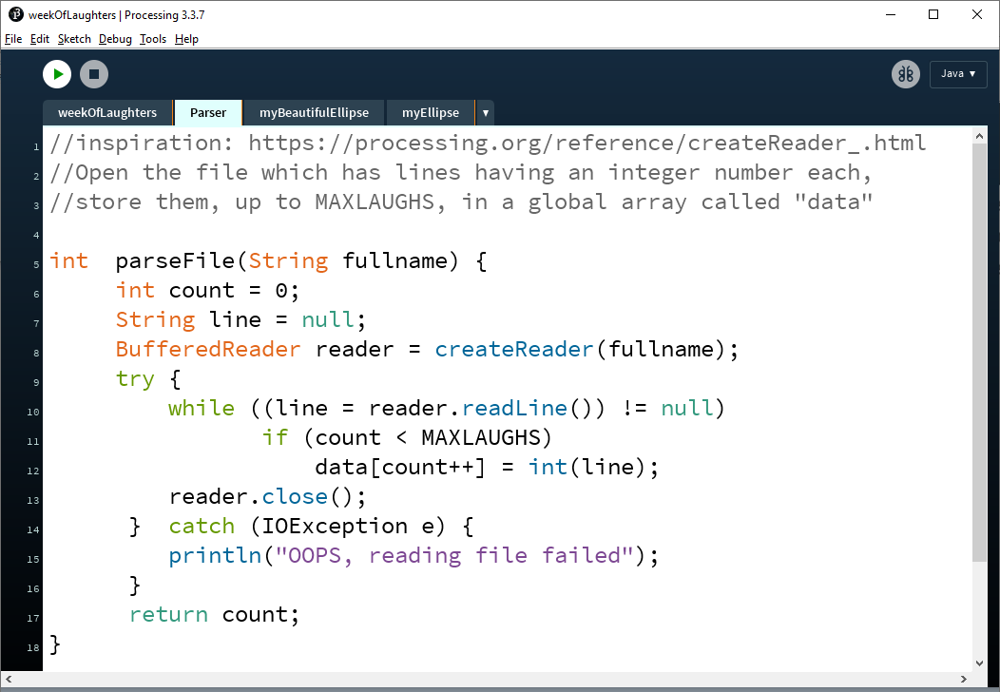 weekOfLaughters | Processing 3.3.7
File Edit Sketch Debug Tools Help
Java ▼
weekOfLaughters Parser myBeautifulEllipse myEllipse ▼
1 //inspiration: https://processing.org/reference/createReader_.html
2 //Open the file which has lines having an integer number each,
3 //store them, up to MAXLAUGHS, in a global array called "data"
4
5 int  parseFile(String fullname) {
6      int count = 0;
7      String line = null;
8      BufferedReader reader = createReader(fullname);
9      try {
10         while ((line = reader.readLine()) != null)
11                if (count < MAXLAUGHS)
12                    data[count++] = int(line);
13         reader.close();
14      }  catch (IOException e) {
15         println("OOPS, reading file failed");
16      }
17      return count;
18 }